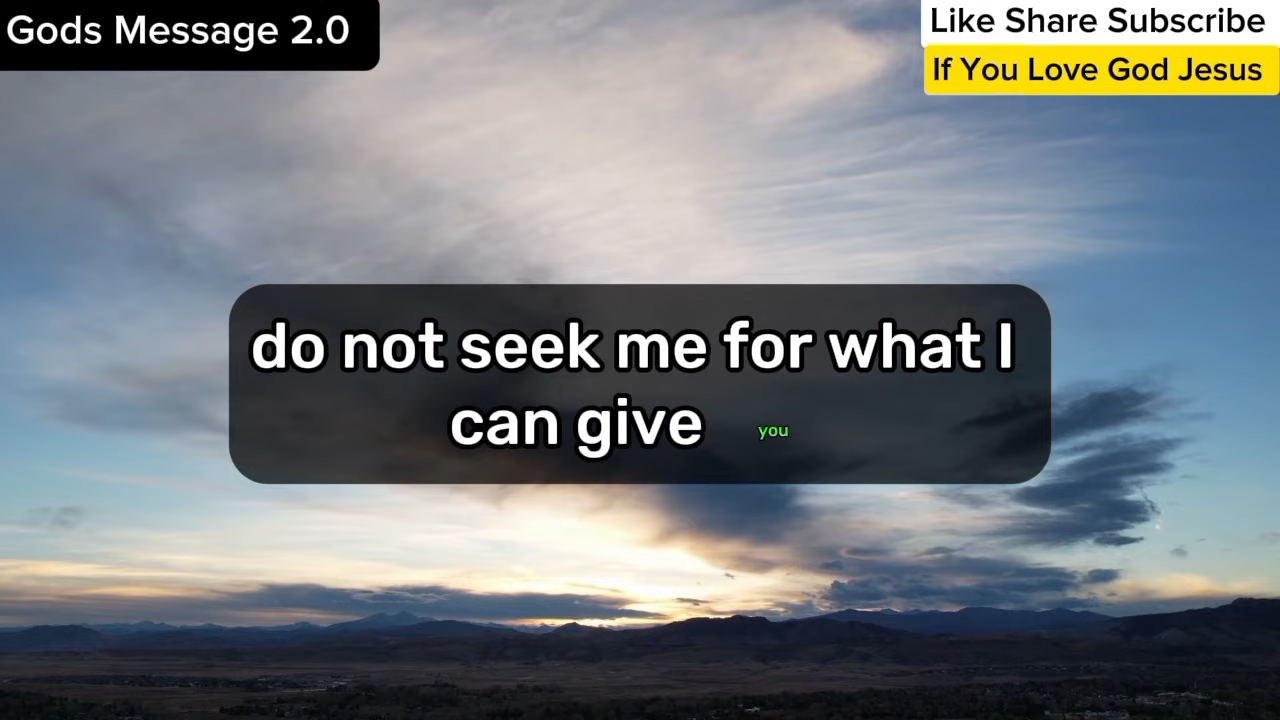 Gods Message 2.0
Like Share Subscribe
If You Love God Jesus
do not seek me for what I
can give you